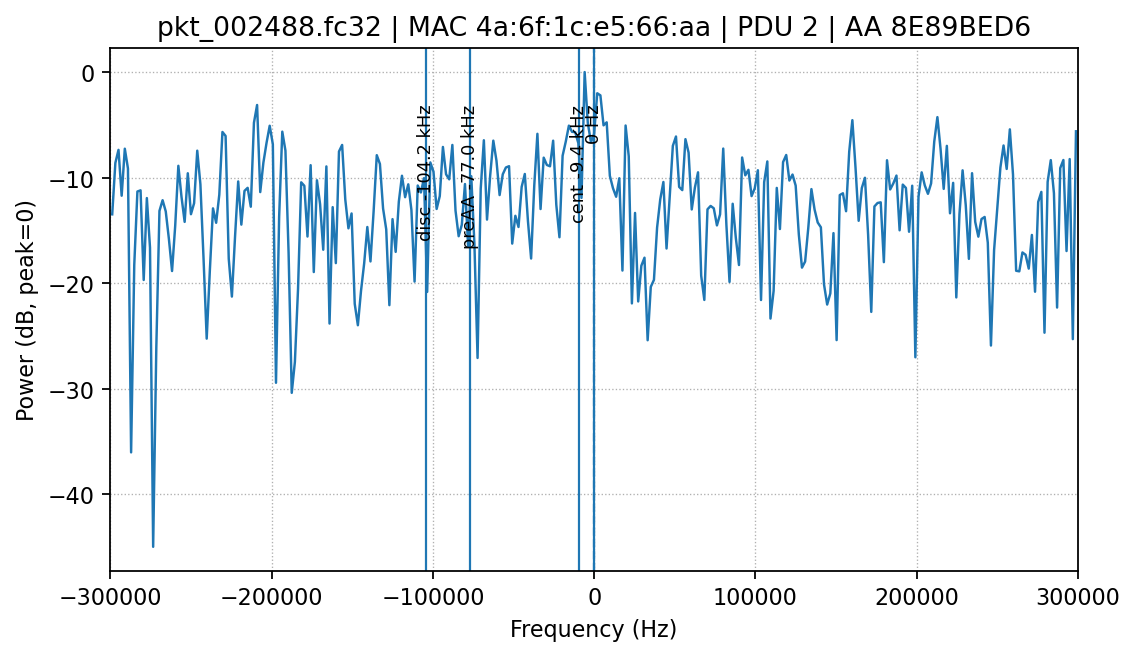 pkt_002488.fc32 | MAC 4a:6f:1c:e5:66:aa | PDU 2 | AA 8E89BED6
Power (dB, peak=0)
0
−10
−20
−30
−40
disc -104.2 kHz
preAA -77.0 kHz
cent -9.4 kHz
0 Hz
−300000
−200000
−100000
0
100000
200000
300000
Frequency (Hz)